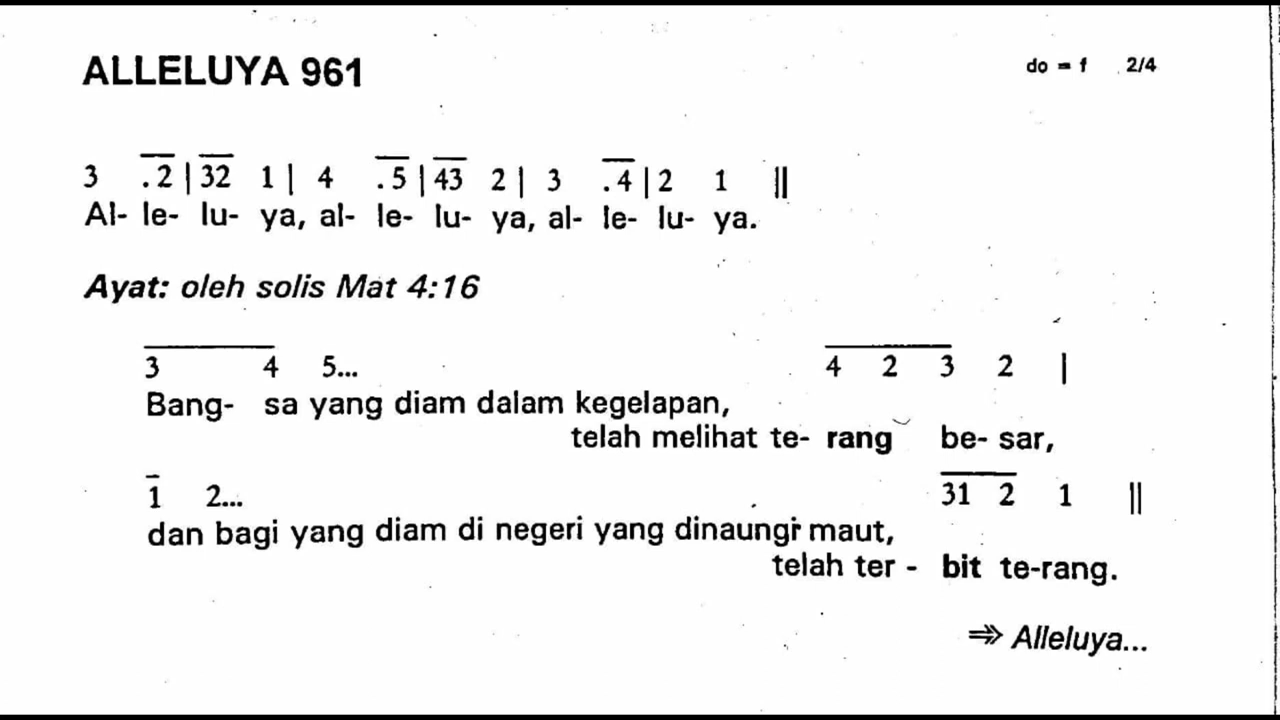 ALLELUYA 961 do = f 2/4
3 .2 | 32 1 | 4 .5 | 43 2 | 3 .4 | 2 1 ||
Al- le- lu- ya, al- le- lu- ya, al- le- lu- ya.
Ayat: oleh solis Mat 4:16
3 4 5... 4 2 3 2 |
Bang- sa yang diam dalam kegelapan,
telah melihat te- rang be- sar,
1 2... 31 2 1 ||
dan bagi yang diam di negeri yang dinaungi maut,
telah ter - bit te-rang.
⇒ Alleluya...